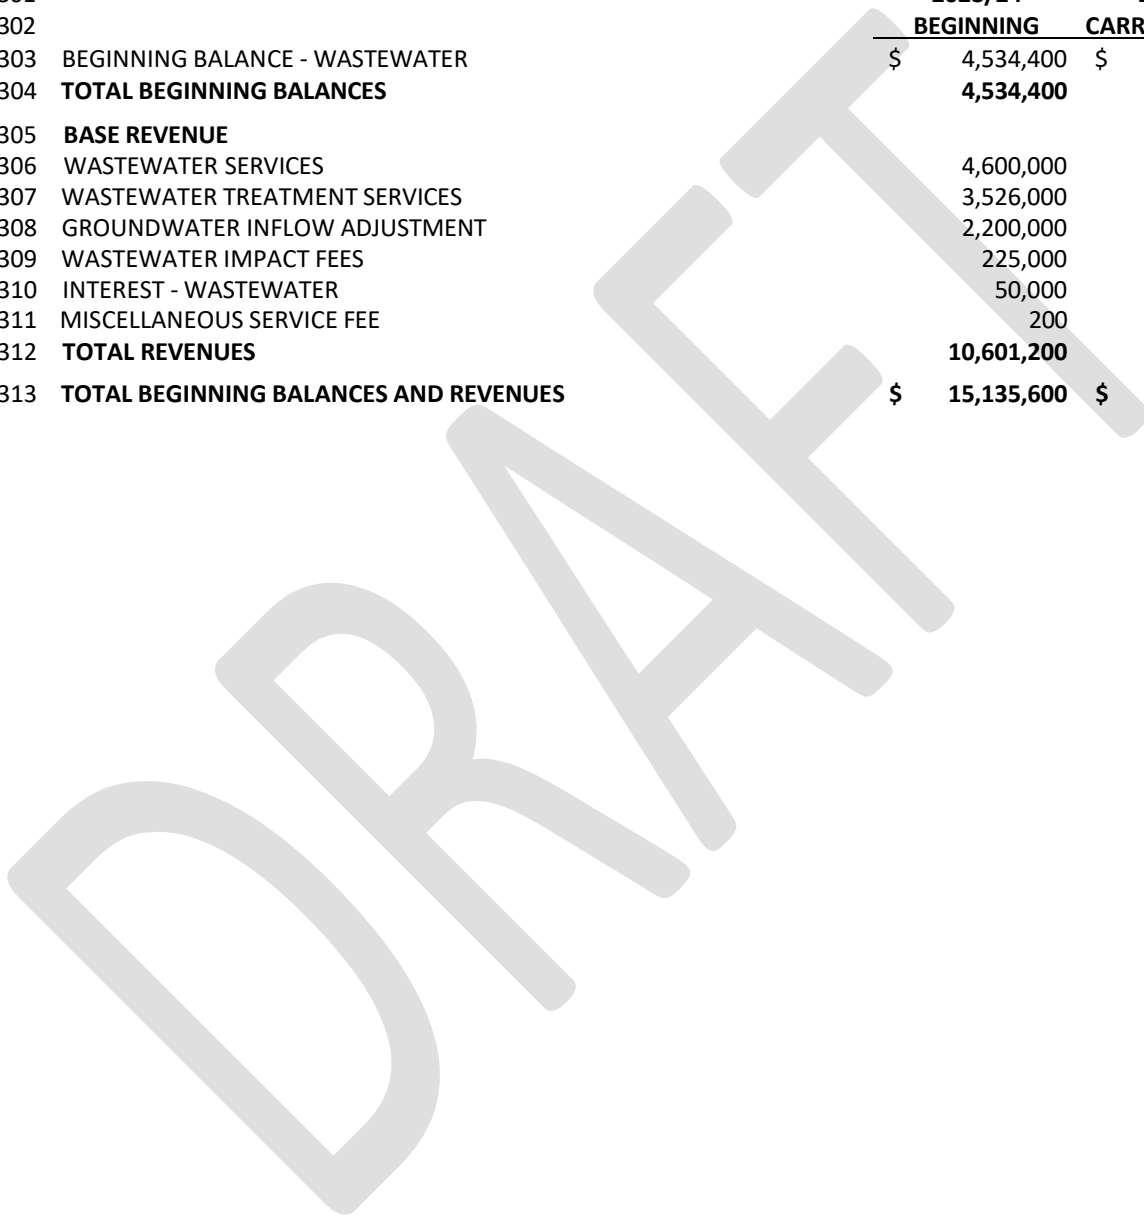 302 BEGINNING
303 BEGINNING BALANCE - WASTEWATER $ 4,534,400 $
304 TOTAL BEGINNING BALANCES 4,534,400
305 BASE REVENUE
306 WASTEWATER SERVICES 4,600,000
307 WASTEWATER TREATMENT SERVICES 3,526,000
308 GROUNDWATER INFLOW ADJUSTMENT 2,200,000
309 WASTEWATER IMPACT FEES 225,000
310 INTEREST - WASTEWATER 50,000
311 MISCELLANEOUS SERVICE FEE 200
312 TOTAL REVENUES 10,601,200
313 TOTAL BEGINNING BALANCES AND REVENUES $ 15,135,600 $
DRAFT